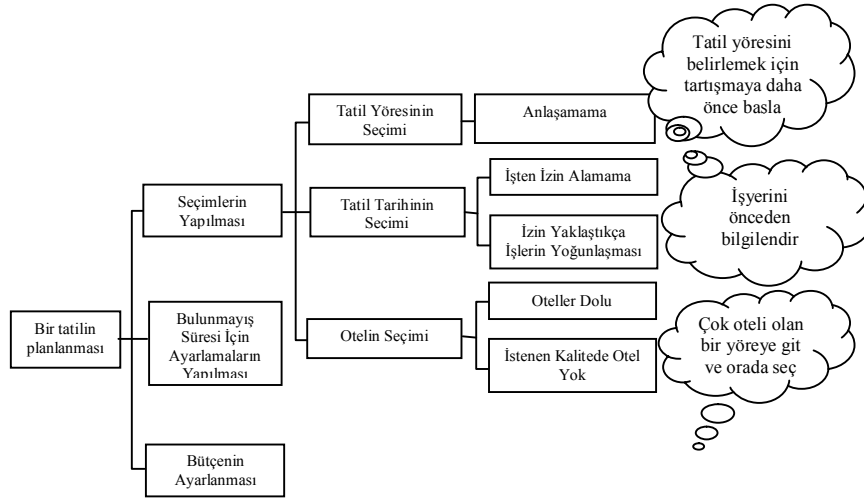 Tatil yöresini
belirlemek için
tartışmaya daha
önce başla
Tatil Yöresinin
Seçimi
Anlaşamama
İşten İzin Alamama
Seçimlerin
Yapılması
Tatil Tarihinin
Seçimi
İzin Yaklaştıkça
İşlerin Yoğunlaşması
İşyerini
önceden
bilgilendir
Bir tatilin
planlanması
Bulunmayış
Süresi İçin
Ayarlamaların
Yapılması
Otelin Seçimi
Oteller Dolu
İstenen Kalitede Otel
Yok
Çok oteli olan
bir yöreye git
ve orada seç
Bütçenin
Ayarlanması